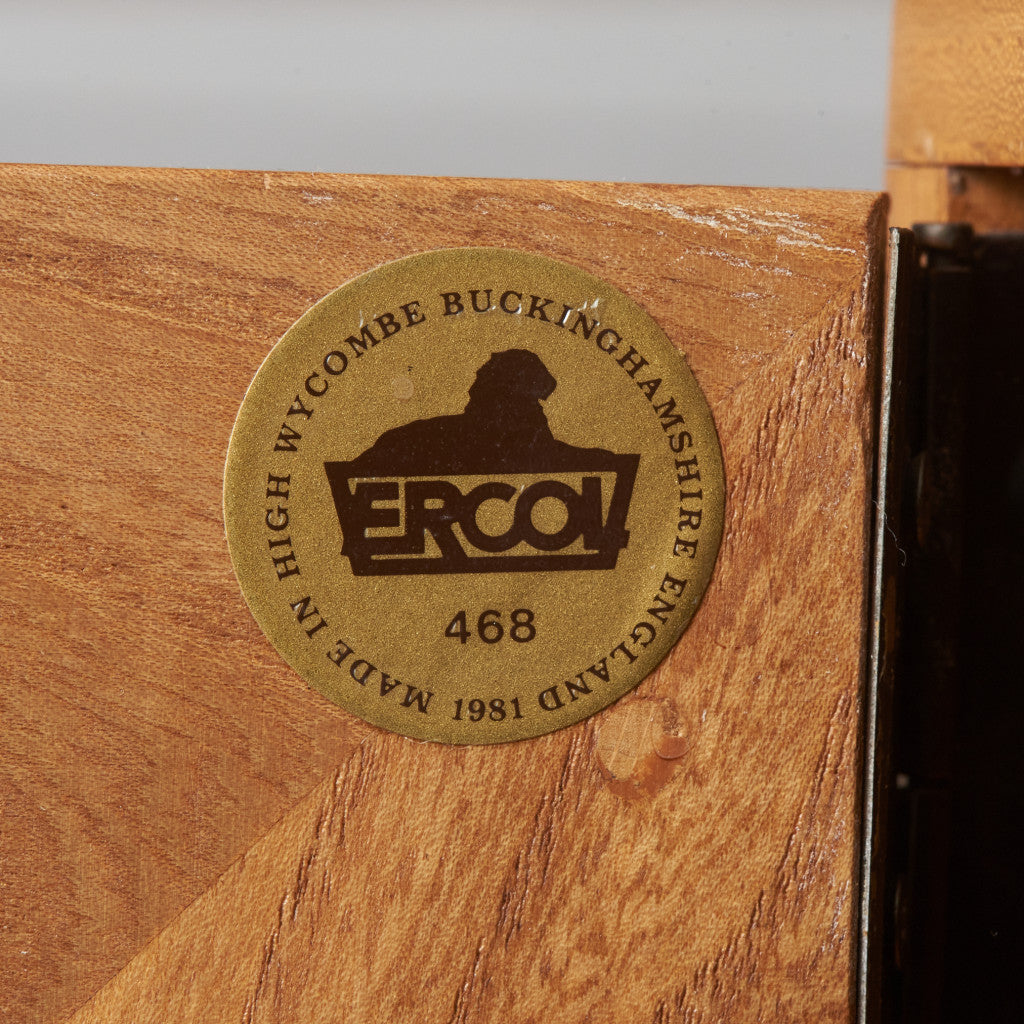 MADE IN HIGH WYCOMBE BUCKINGHAMSHIRE ENGLAND
ERCOL
468
1981